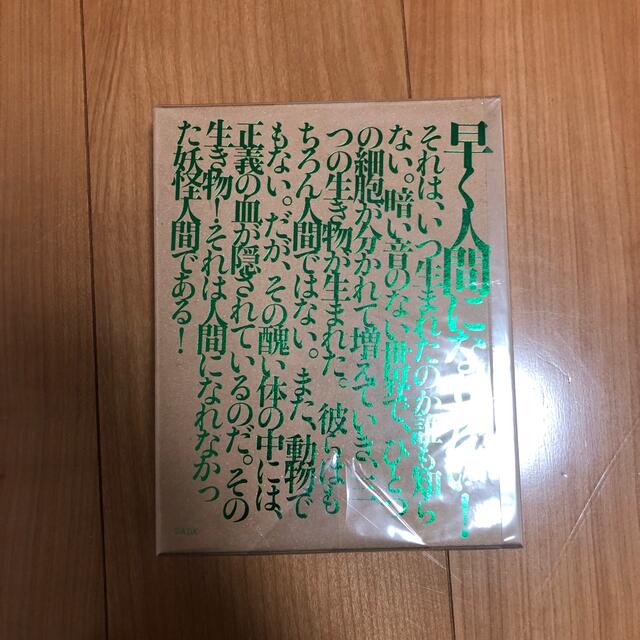 早く人間になりたい!
それは、いつ生まれたのか誰も知ら
ない。暗い音のない世界で、ひとつ
の細胞が分かれて増えていき、三
つの生き物が生まれた。彼らはも
ちろん人間ではない。また、動物で
もない。だが、その醜い体の中には、
正義の血が隠されているのだ。その
生き物!それは人間になれなかっ
た妖怪人間である!
©ADK